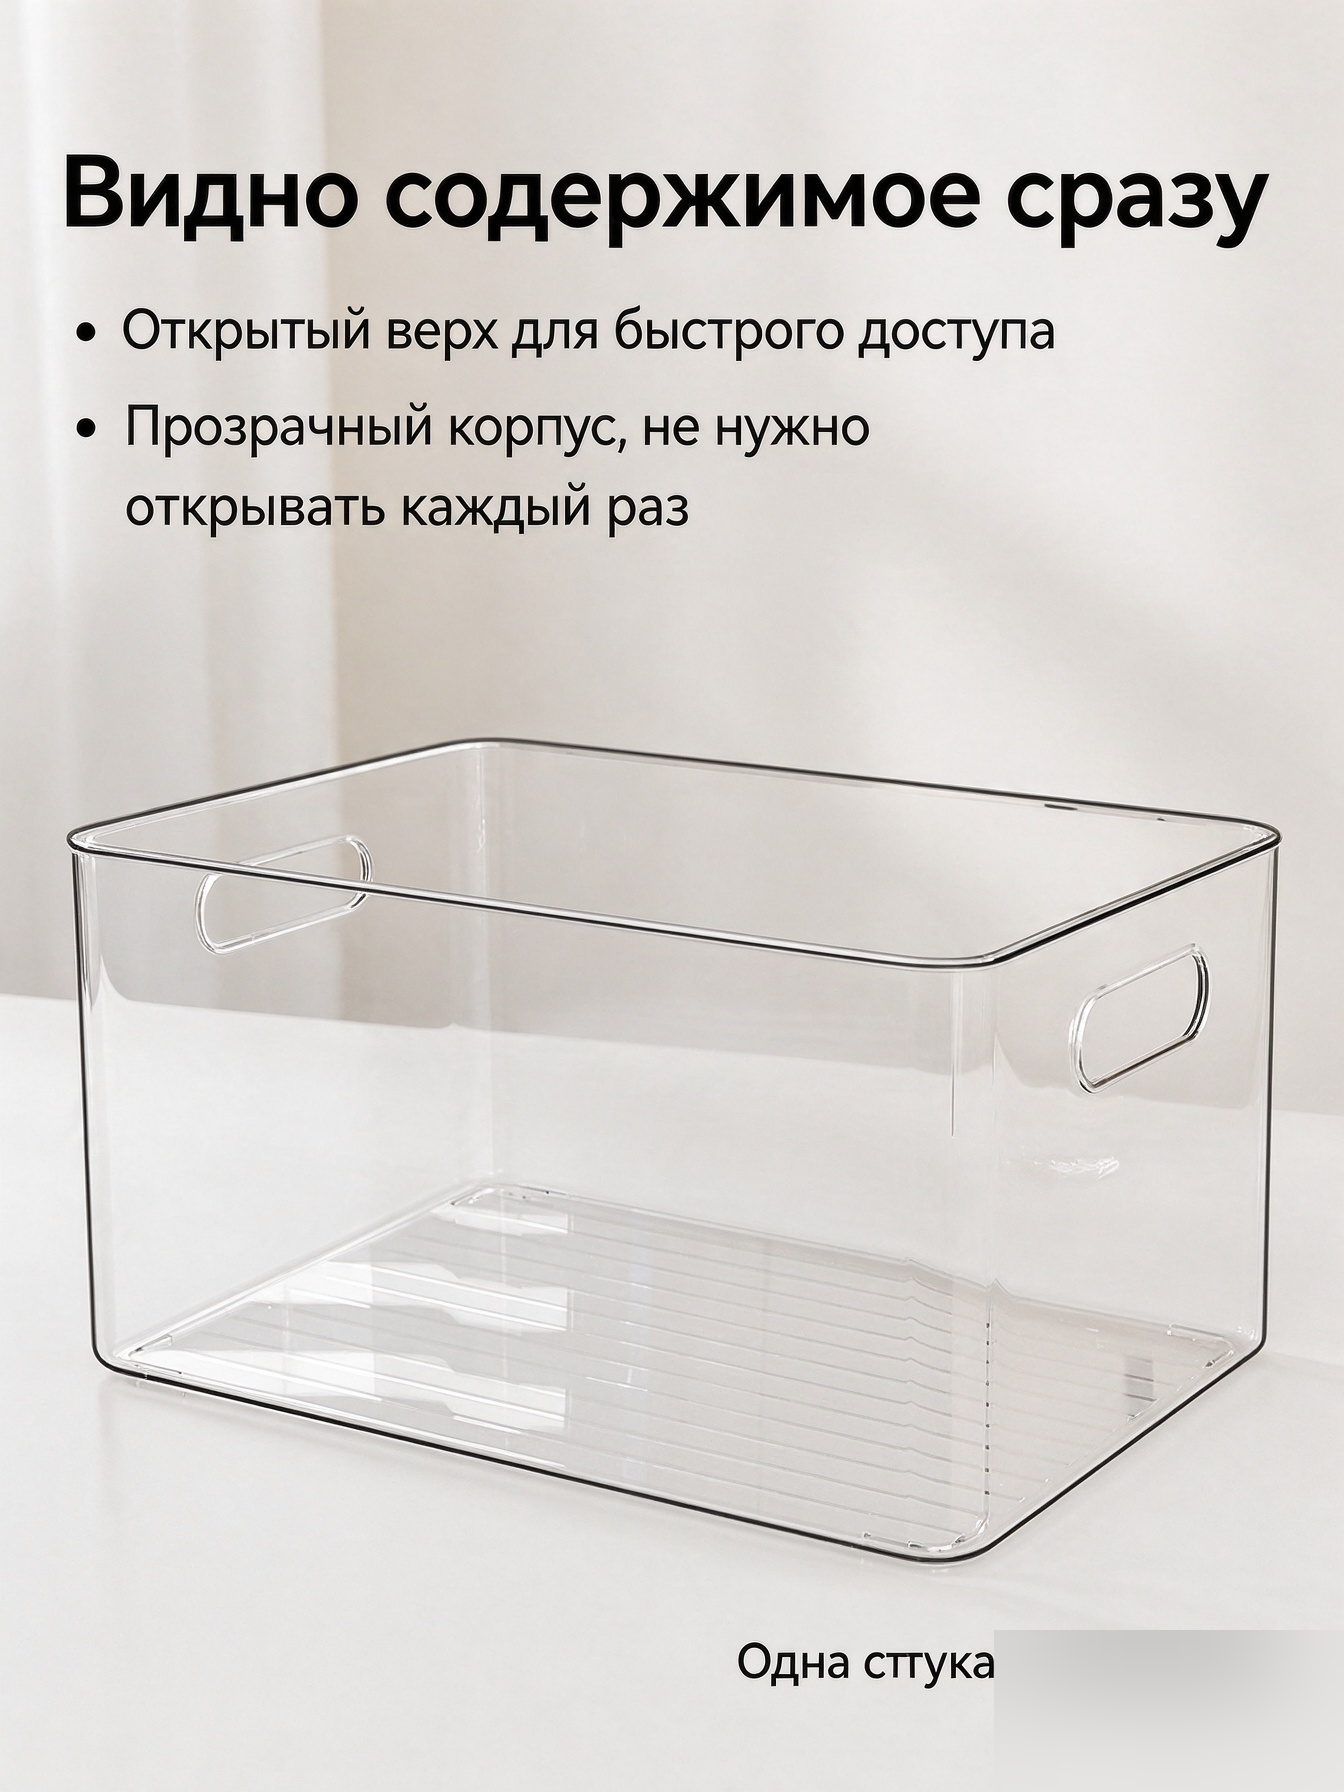 Видно содержимое сразу
• Открытый верх для быстрого доступа
• Прозрачный корпус, не нужно
открывать каждый раз
Одна сттука